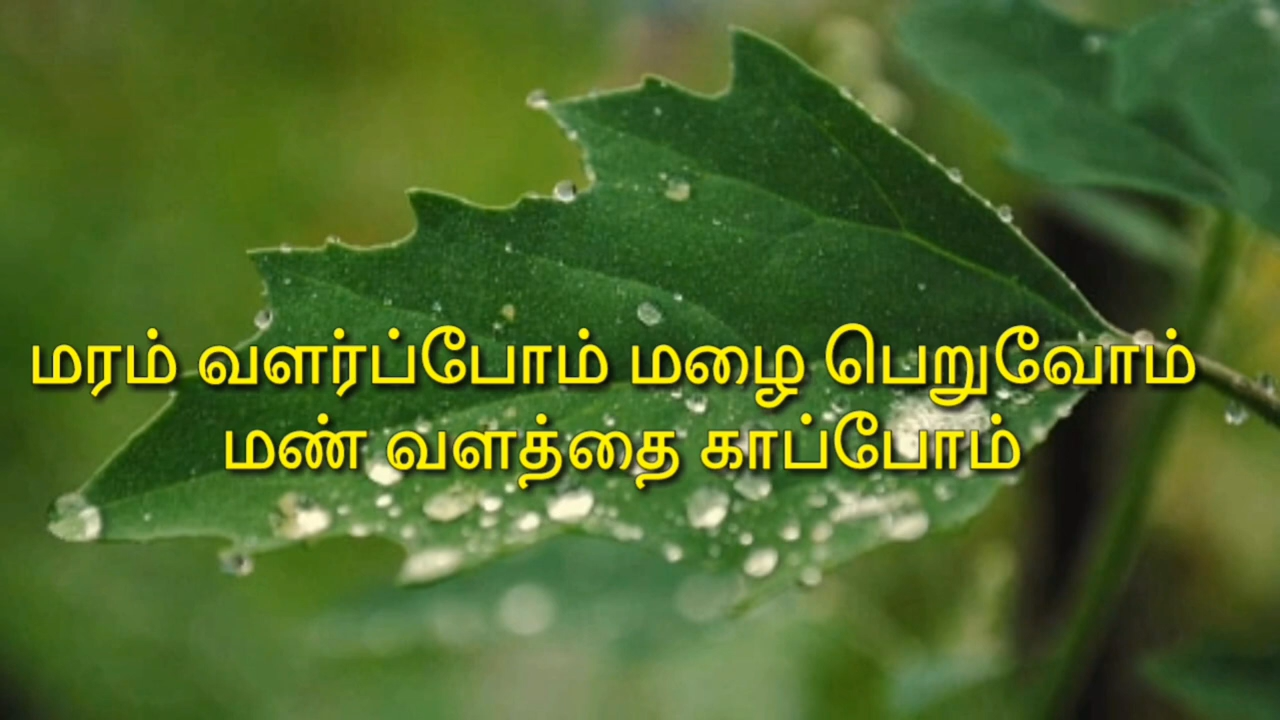 மரம் வளர்ப்போம் மழை பெறுவோம்
மண் வளத்தை காப்போம்